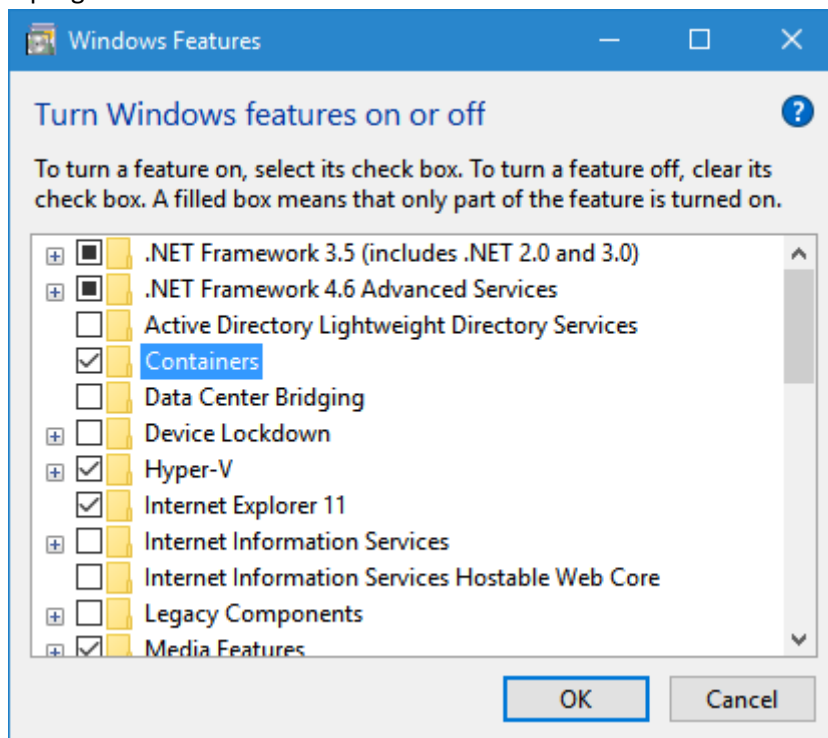 Windows Features
Turn Windows features on or off
?
To turn a feature on, select its check box. To turn a feature off, clear its
check box. A filled box means that only part of the feature is turned on.
.NET Framework 3.5 (includes .NET 2.0 and 3.0)
.NET Framework 4.6 Advanced Services
Active Directory Lightweight Directory Services
Containers
Data Center Bridging
Device Lockdown
Hyper-V
Internet Explorer 11
Internet Information Services
Internet Information Services Hostable Web Core
Legacy Components
Media Features
OK Cancel